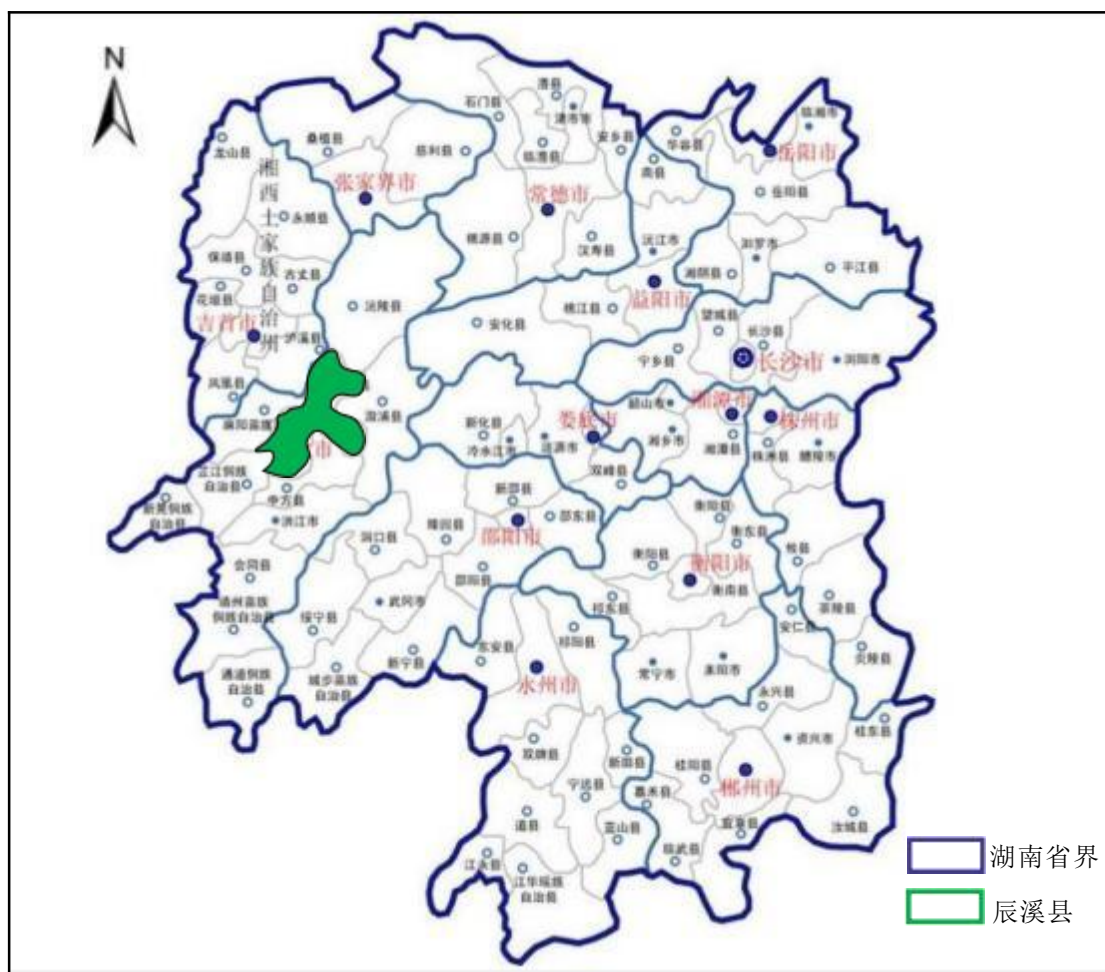 N
澧县
石门县
津市市
临湘市
华容县
安乡县
桑植县
慈利县
临澧县
岳阳市
龙山县
南县
湘西土家族自治州
张家界市
岳阳县
常德市
永顺县
桃源县
汉寿县
沅江市
汨罗市
保靖县
古丈县
湘阴县
平江县
花垣县
益阳市
沅陵县
桃江县
吉首市
安化县
望城县
长沙县
泸溪县
宁乡县
长沙市
浏阳市
凤凰县
溆浦县
韶山市
湘潭市
株州市
麻阳苗族
新化县
娄底市
湘乡市
市
冷水江市
涟源市
湘潭县
株洲县
醴陵市
芷江侗族
自治县
双峰县
中方县
新邵县
新晃侗族
自治县
洪江市
隆回县
邵东县
衡阳县
衡东县
洞口县
邵阳市
衡阳县
攸县
会同县
邵阳县
衡阳市
衡南县
靖州苗族
侗族自治县
武冈市
祁东县
茶陵县
绥宁县
安仁县
祁阳县
东安县
新宁县
炎陵县
通道侗族
自治县
城步苗族
自治县
永州市
常宁市
耒阳市
永兴县
桂东县
双牌县
新田县
资兴市
桂阳县
宁远县
郴州市
嘉禾县
道县
蓝山县
宜章县
汝城县
江永县
临武县
江华瑶族
自治县
湖南省界
辰溪县